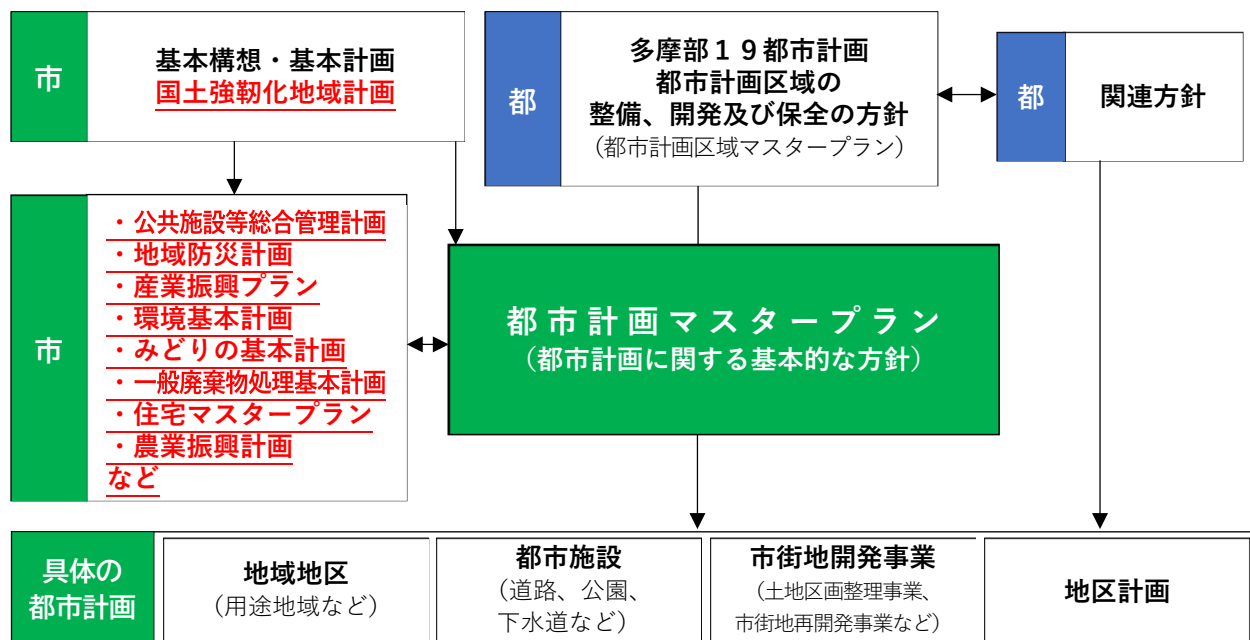 市
基本構想・基本計画
国土強靭化地域計画
都
多摩部１９都市計画
都市計画区域の
整備、開発及び保全の方針
（都市計画区域マスタープラン）
都
関連方針
市
・公共施設等総合管理計画
・地域防災計画
・産業振興プラン
・環境基本計画
・みどりの基本計画
・一般廃棄物処理基本計画
・住宅マスタープラン
・農業振興計画
など
都市計画マスタープラン
（都市計画に関する基本的な方針）
具体の
都市計画
地域地区
（用途地域など）
都市施設
（道路、公園、
下水道など）
市街地開発事業
（土地区画整理事業、
市街地再開発事業など）
地区計画